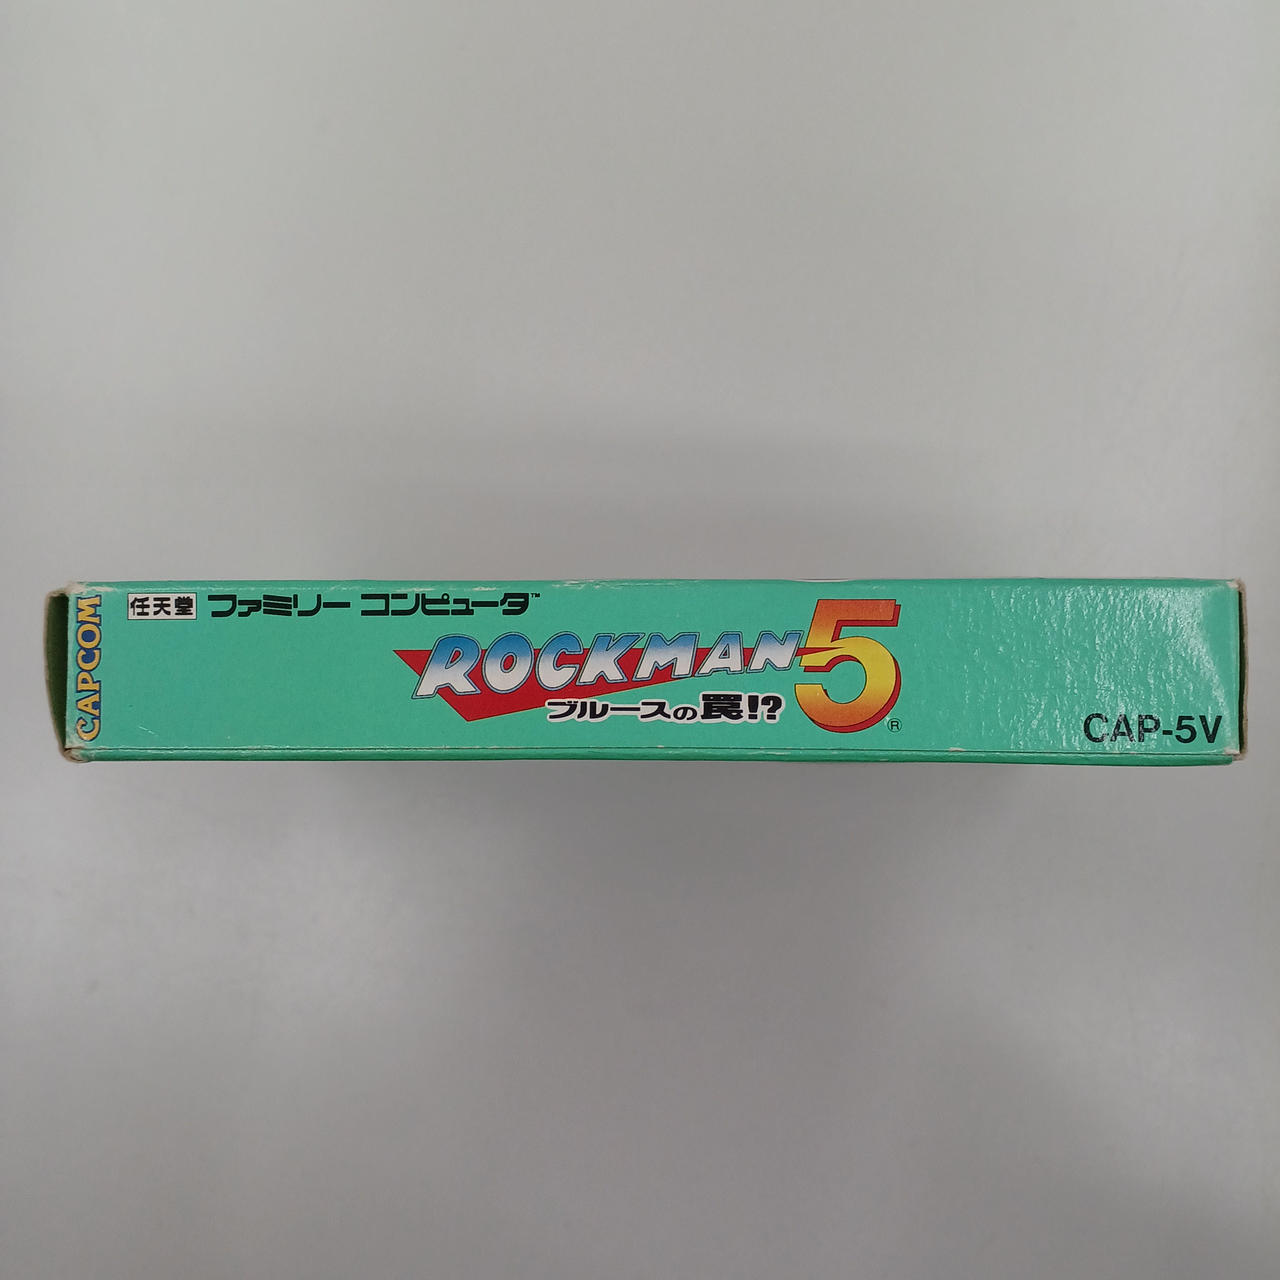 CAPCOM
任天堂 ファミリー コンピュータ™
ROCKMAN5
ブルースの罠!?
®
CAP-5V